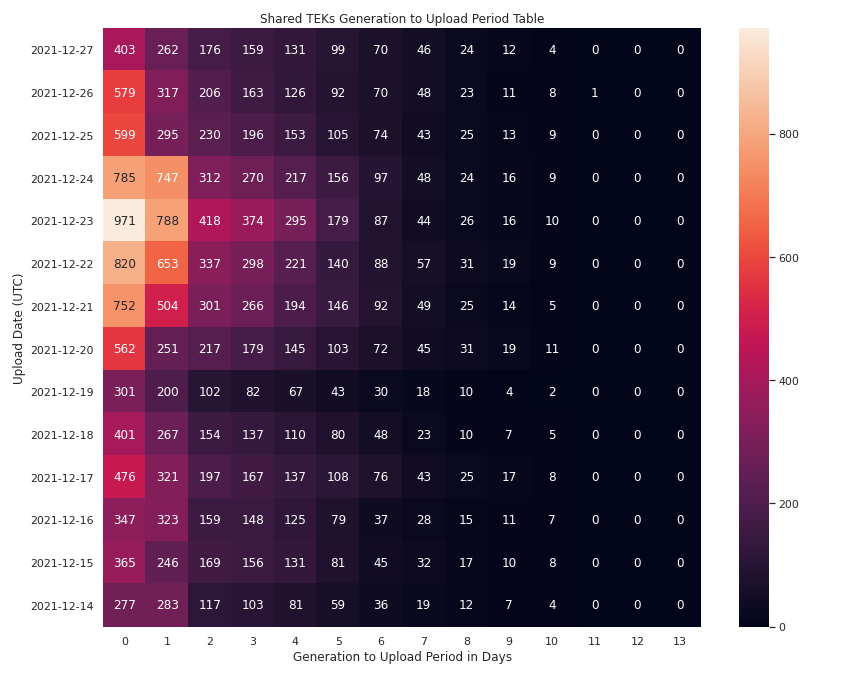 Shared TEKs Generation to Upload Period Table
Upload Date (UTC)
2021-12-27 403 262 176 159 131 99 70 46 24 12 4 0 0 0
2021-12-26 579 317 206 163 126 92 70 48 23 11 8 1 0 0
2021-12-25 599 295 230 196 153 105 74 43 25 13 9 0 0 0
2021-12-24 785 747 312 270 217 156 97 48 24 16 9 0 0 0
2021-12-23 971 788 418 374 295 179 87 44 26 16 10 0 0 0
2021-12-22 820 653 337 298 221 140 88 57 31 19 9 0 0 0
2021-12-21 752 504 301 266 194 146 92 49 25 14 5 0 0 0
2021-12-20 562 251 217 179 145 103 72 45 31 19 11 0 0 0
2021-12-19 301 200 102 82 67 43 30 18 10 4 2 0 0 0
2021-12-18 401 267 154 137 110 80 48 23 10 7 5 0 0 0
2021-12-17 476 321 197 167 137 108 76 43 25 17 8 0 0 0
2021-12-16 347 323 159 148 125 79 37 28 15 11 7 0 0 0
2021-12-15 365 246 169 156 131 81 45 32 17 10 8 0 0 0
2021-12-14 277 283 117 103 81 59 36 19 12 7 4 0 0 0
0 1 2 3 4 5 6 7 8 9 10 11 12 13
Generation to Upload Period in Days
800
600
400
200
0